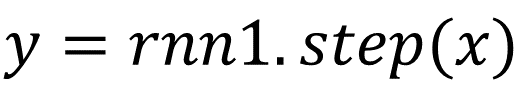 y = rnn1.step(x)